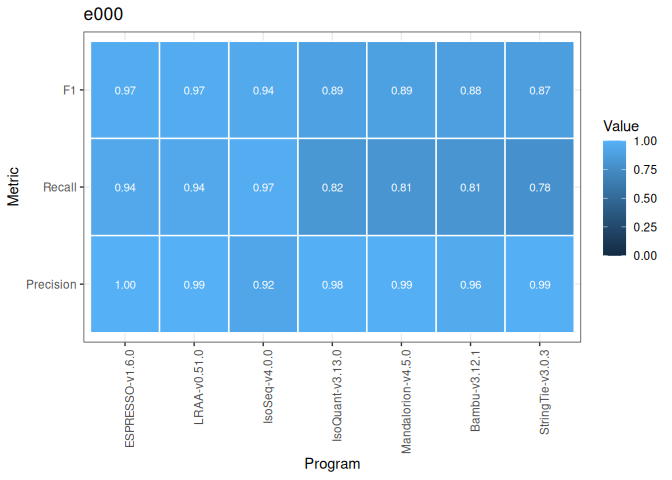 e000
F1 0.97 0.97 0.94 0.89 0.89 0.88 0.87
Recall 0.94 0.94 0.97 0.82 0.81 0.81 0.78
Precision 1.00 0.99 0.92 0.98 0.99 0.96 0.99
Metric
ESPRESSO-v1.6.0
LRAA-v0.51.0
IsoSeq-v4.0.0
IsoQuant-v3.13.0
Mandalorion-v4.5.0
Bambu-v3.12.1
StringTie-v3.0.3
Program
Value
1.00
0.75
0.50
0.25
0.00